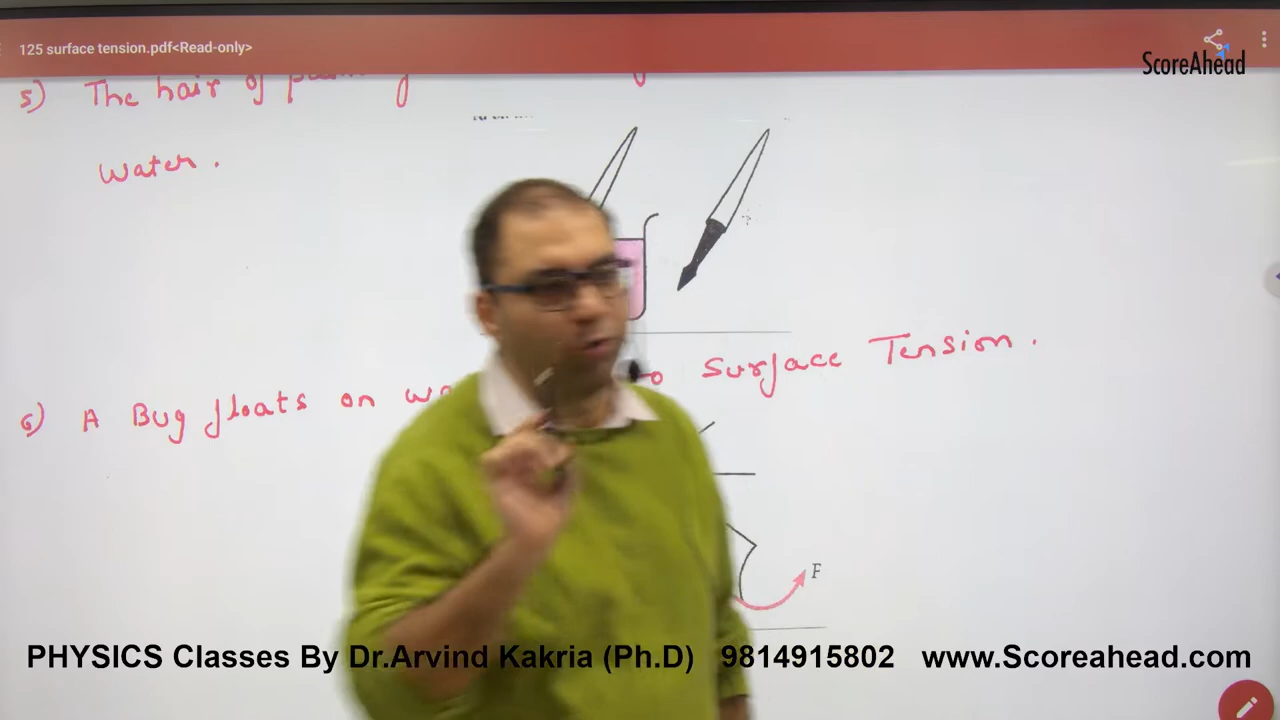 125 surface tension.pdf<Read-only>
ScoreAhead
5) The hair of
Water.
6) A Bug floats on Surface Tension.
F
PHYSICS Classes By Dr.Arvind Kakria (Ph.D) 9814915802 www.Scoreahead.com